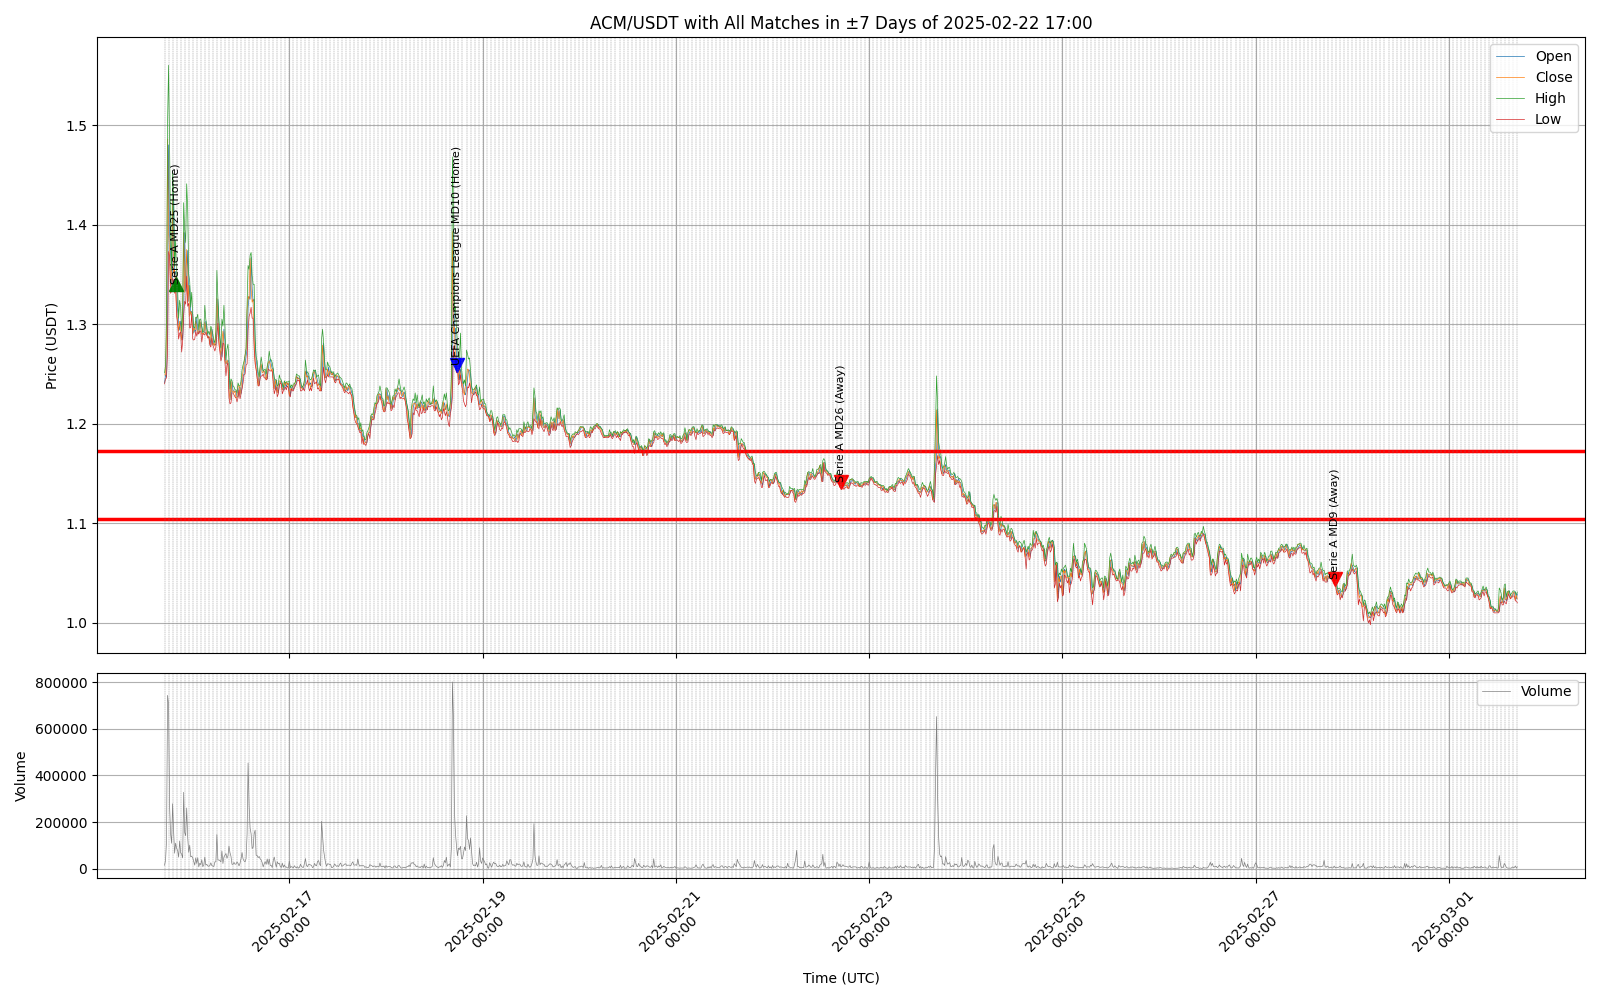 ACM/USDT with All Matches in ±7 Days of 2025-02-22 17:00
Open
Close
High
Low
Price (USDT)
1.5
1.4
1.3
1.2
1.1
1.0
Serie A MD25 (Home)
UEFA Champions League MD10 (Home)
Serie A MD26 (Away)
Serie A MD9 (Away)
Volume
Volume
800000
600000
400000
200000
0
2025-02-17
00:00
2025-02-19
00:00
2025-02-21
00:00
2025-02-23
00:00
2025-02-25
00:00
2025-02-27
00:00
2025-03-01
00:00
Time (UTC)